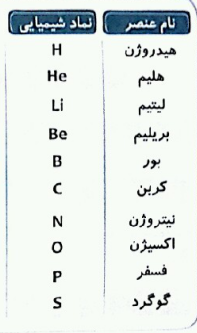 نام عنصر نماد شیمیایی
هیدروژن H
هلیم He
لیتیم Li
بریلیم Be
بور B
کربن C
نیتروژن N
اکسیژن O
فسفر P
گوگرد S